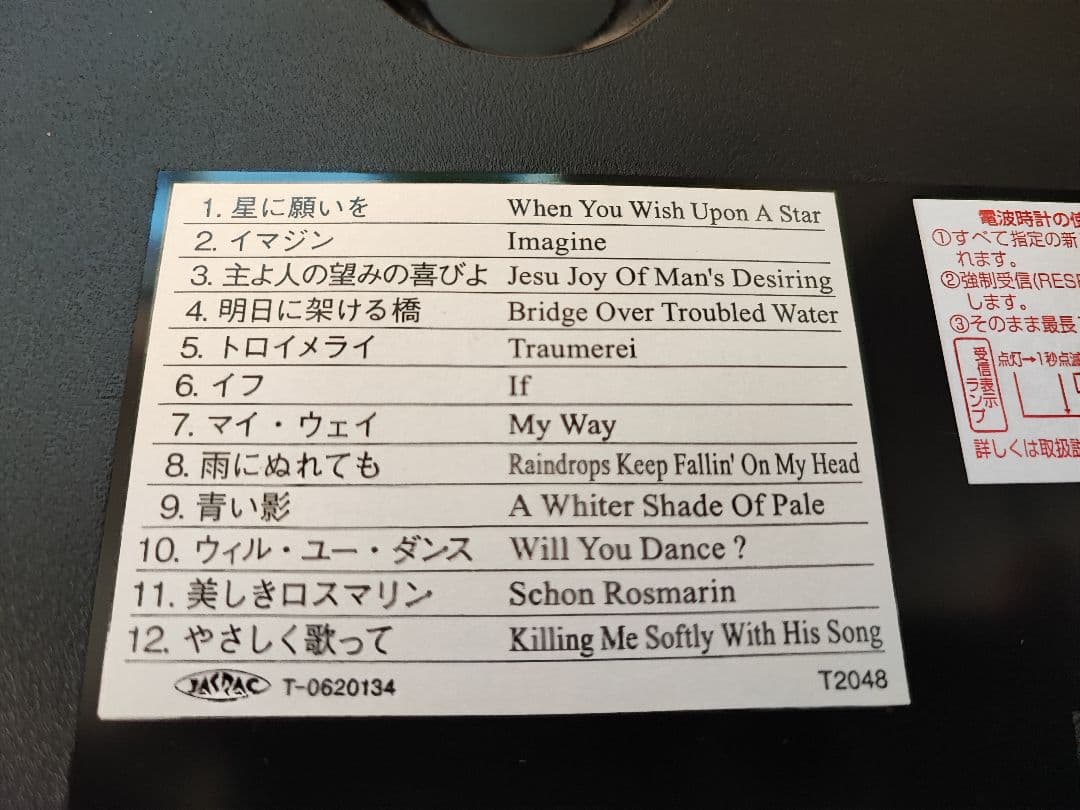 1. 星に願いを When You Wish Upon A Star
2. イマジン Imagine
3. 主よ人の望みの喜びよ Jesu Joy Of Man's Desiring
4. 明日に架ける橋 Bridge Over Troubled Water
5. トロイメライ Traumerei
6. イフ If
7. マイ・ウェイ My Way
8. 雨にぬれても Raindrops Keep Fallin' On My Head
9. 青い影 A Whiter Shade Of Pale
10. ウィル・ユー・ダンス Will You Dance ?
11. 美しきロスマリン Schon Rosmarin
12. やさしく歌って Killing Me Softly With His Song
JASRAC T-0620134 T2048
電波時計の使
①すべて指定の新
れます。
②強制受信(RES
します。
③そのまま最長
受信表示ランプ
点灯→1秒点滅
詳しくは取扱説